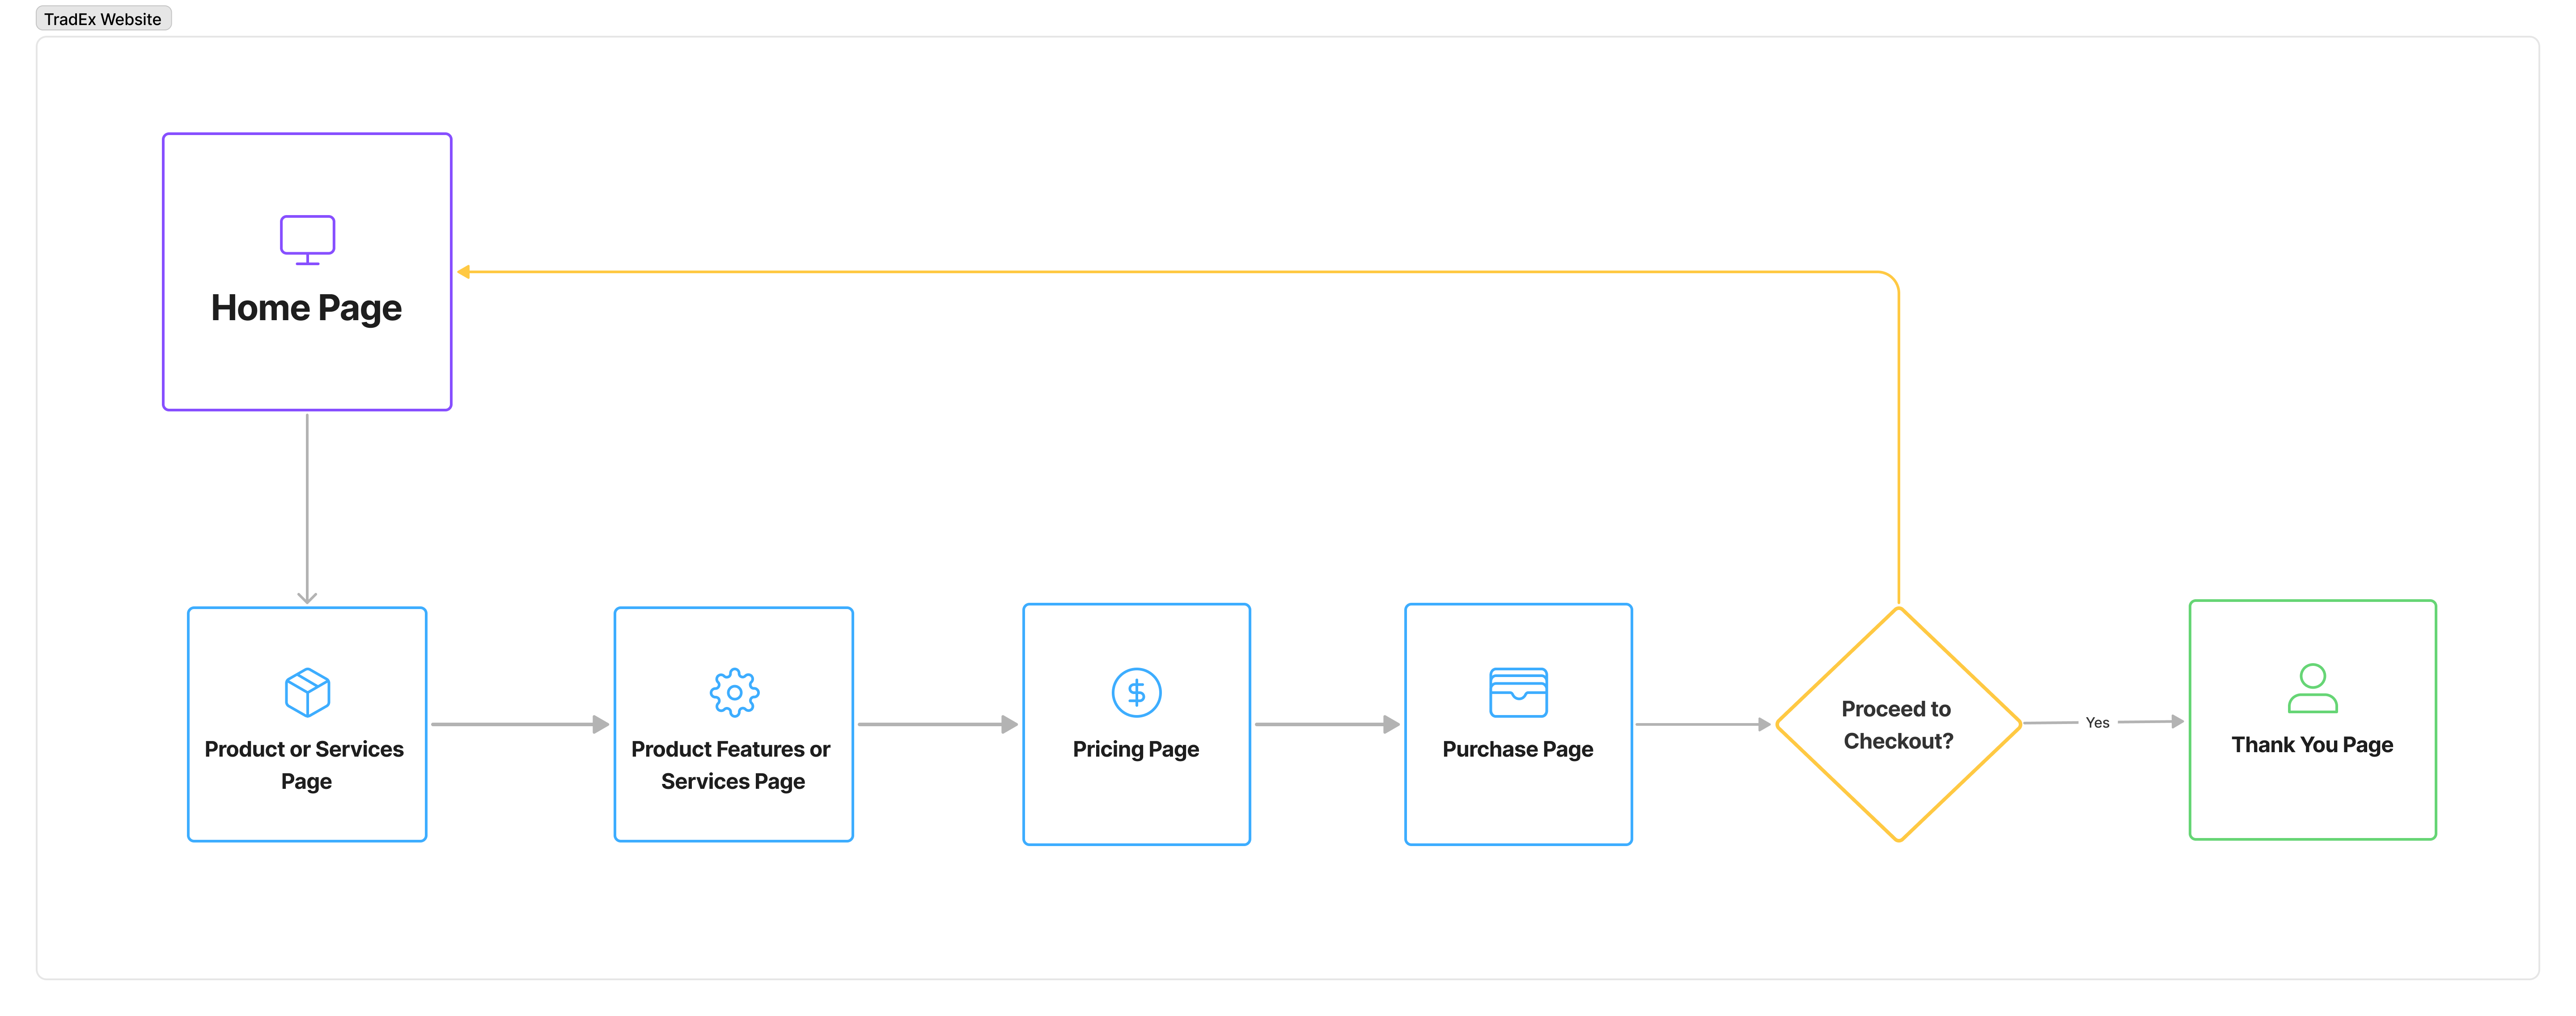 TradEx Website
Home Page
Product or Services
Page
Product Features or
Services Page
Pricing Page
Purchase Page
Proceed to
Checkout?
Yes
Thank You Page